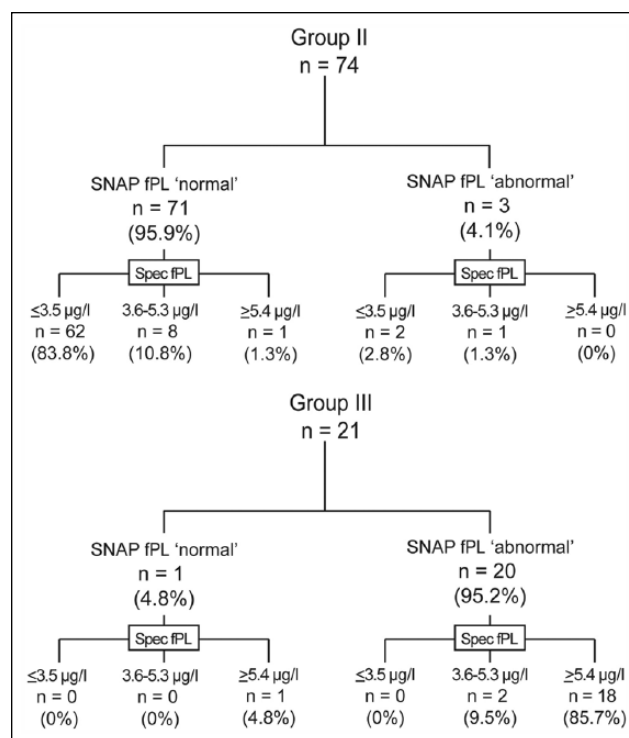 Group II
n = 74
SNAP fPL ‘normal’
n = 71
(95.9%)
SNAP fPL ‘abnormal’
n = 3
(4.1%)
Spec fPL
≤3.5 µg/l
n = 62
(83.8%)
3.6-5.3 µg/l
n = 8
(10.8%)
≥5.4 µg/l
n = 1
(1.3%)
Spec fPL
≤3.5 µg/l
n = 2
(2.8%)
3.6-5.3 µg/l
n = 1
(1.3%)
≥5.4 µg/l
n = 0
(0%)
Group III
n = 21
SNAP fPL ‘normal’
n = 1
(4.8%)
SNAP fPL ‘abnormal’
n = 20
(95.2%)
Spec fPL
≤3.5 µg/l
n = 0
(0%)
3.6-5.3 µg/l
n = 0
(0%)
≥5.4 µg/l
n = 1
(4.8%)
Spec fPL
≤3.5 µg/l
n = 0
(0%)
3.6-5.3 µg/l
n = 2
(9.5%)
≥5.4 µg/l
n = 18
(85.7%)